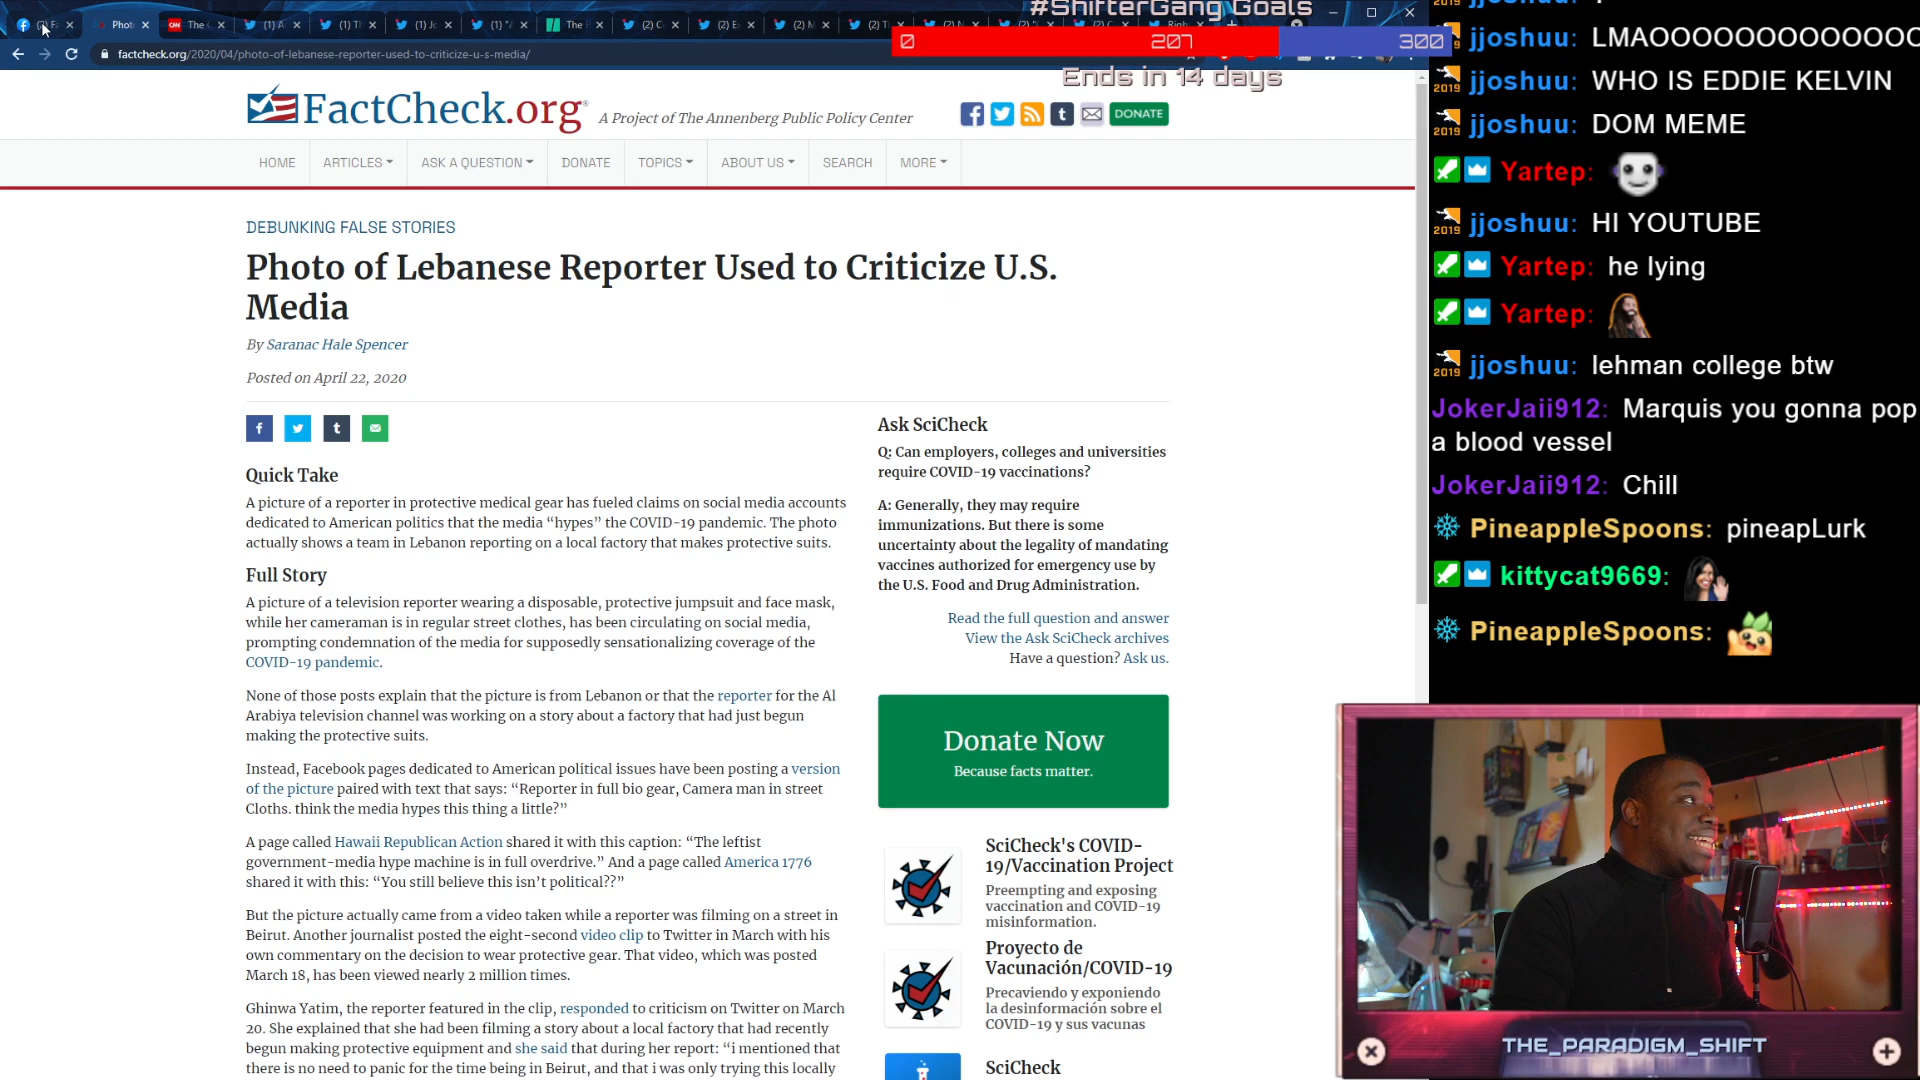 #ShifterGang Goals
0 207 300
Ends in 14 days
factcheck.org/2020/04/photo-of-lebanese-reporter-used-to-criticize-u-s-media/
FactCheck.org
A Project of The Annenberg Public Policy Center
DONATE
HOME ARTICLES ASK A QUESTION DONATE TOPICS ABOUT US SEARCH MORE
DEBUNKING FALSE STORIES
Photo of Lebanese Reporter Used to Criticize U.S.
Media
By Saranac Hale Spencer
Posted on April 22, 2020
Quick Take
A picture of a reporter in protective medical gear has fueled claims on social media accounts
dedicated to American politics that the media “hypes” the COVID-19 pandemic. The photo
actually shows a team in Lebanon reporting on a local factory that makes protective suits.
Full Story
A picture of a television reporter wearing a disposable, protective jumpsuit and face mask,
while her cameraman is in regular street clothes, has been circulating on social media,
prompting condemnation of the media for supposedly sensationalizing coverage of the
COVID-19 pandemic.
None of those posts explain that the picture is from Lebanon or that the reporter for the Al
Arabiya television channel was working on a story about a factory that had just begun
making the protective suits.
Instead, Facebook pages dedicated to American political issues have been posting a version
of the picture paired with text that says: “Reporter in full bio gear, Camera man in street
Cloths. think the media hypes this thing a little?”
A page called Hawaii Republican Action shared it with this caption: “The leftist
government-media hype machine is in full overdrive.” And a page called America 1776
shared it with this: “You still believe this isn’t political??”
But the picture actually came from a video taken while a reporter was filming on a street in
Beirut. Another journalist posted the eight-second video clip to Twitter in March with his
own commentary on the decision to wear protective gear. That video, which was posted
March 18, has been viewed nearly 2 million times.
Ghinwa Yatim, the reporter featured in the clip, responded to criticism on Twitter on March
20. She explained that she had been filming a story about a local factory that had recently
begun making protective equipment and she said that during her report: “i mentioned that
there is no need to panic for the time being in Beirut, and that i was only trying this locally
Ask SciCheck
Q: Can employers, colleges and universities
require COVID-19 vaccinations?
A: Generally, they may require
immunizations. But there is some
uncertainty about the legality of mandating
vaccines authorized for emergency use by
the U.S. Food and Drug Administration.
Read the full question and answer
View the Ask SciCheck archives
Have a question? Ask us.
Donate Now
Because facts matter.
SciCheck's COVID-
19/Vaccination Project
Preempting and exposing
vaccination and COVID-19
misinformation.
Proyecto de
Vacunación/COVID-19
Precaviendo y exponiendo
la desinformación sobre el
COVID-19 y sus vacunas
SciCheck
2019 jjoshuu: LMAOOOOOOOOOOOOO
2019 jjoshuu: WHO IS EDDIE KELVIN
2019 jjoshuu: DOM MEME
Yartep:
2019 jjoshuu: HI YOUTUBE
Yartep: he lying
Yartep:
2019 jjoshuu: lehman college btw
JokerJaii912: Marquis you gonna pop
a blood vessel
JokerJaii912: Chill
PineappleSpoons: pineapLurk
kittycat9669:
PineappleSpoons:
THE_PARADIGM_SHIFT